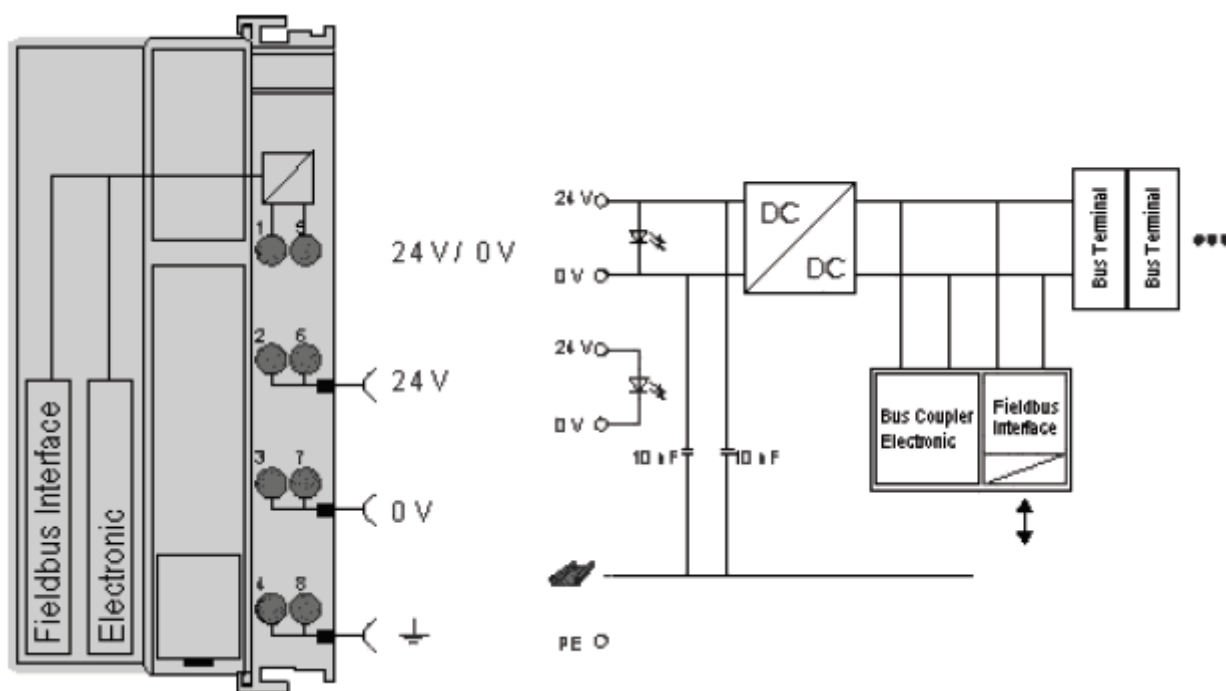 Fieldbus Interface
Electronic
1 5
24 V / 0 V
2 6
24 V
3 7
0 V
4 8
24 V
0 V
24 V
0 V
10 nF
10 nF
PE
DC
DC
Bus Terminal
Bus Terminal
Bus Coupler
Electronic
Fieldbus
Interface